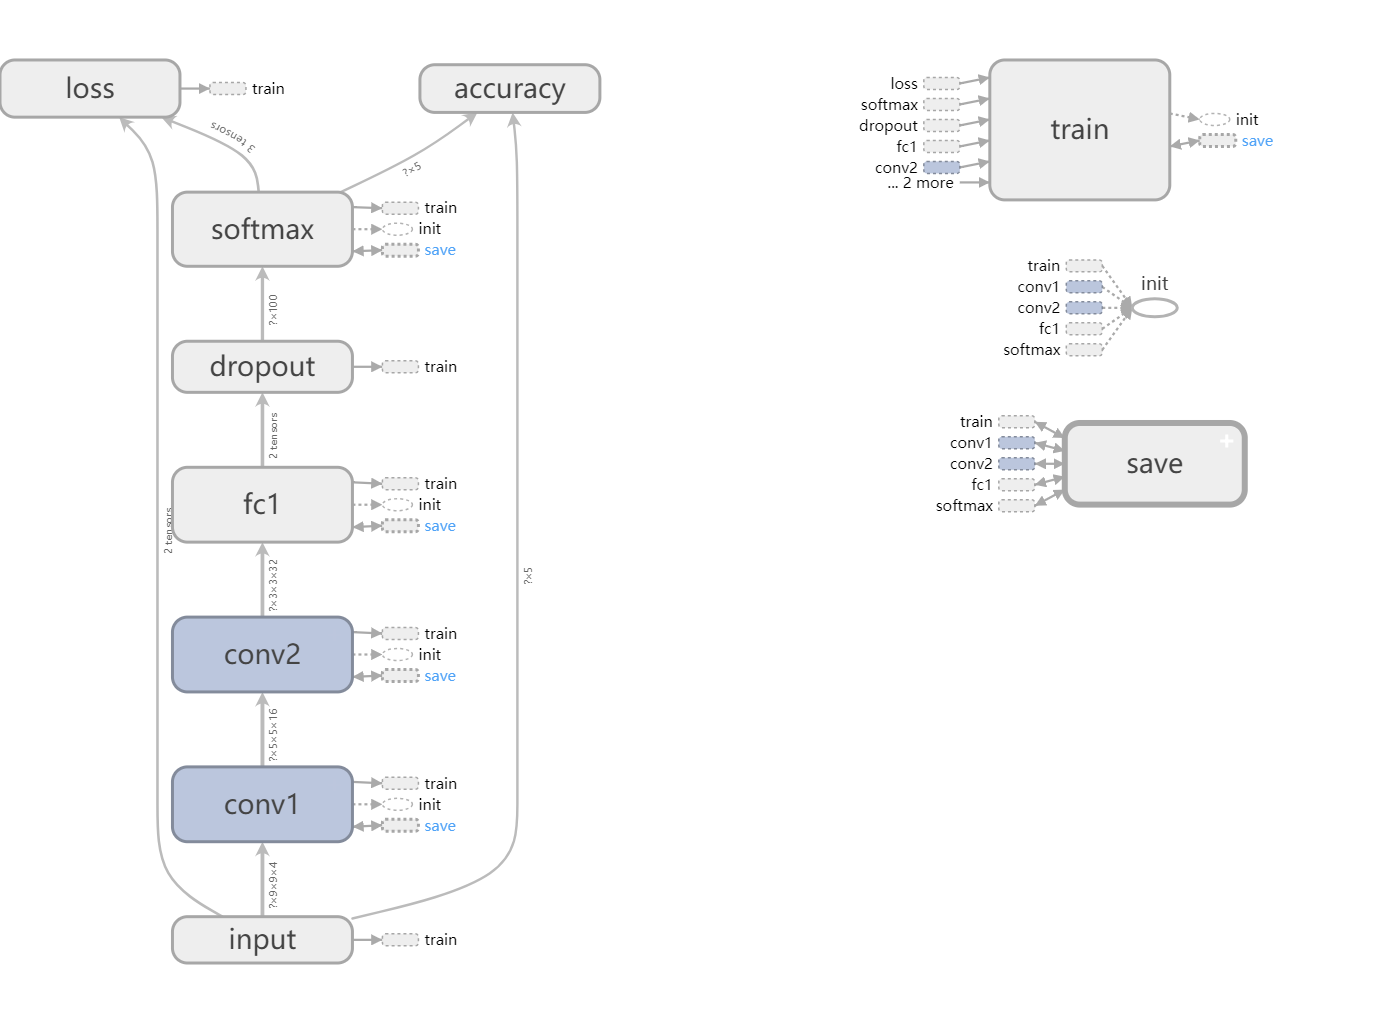 loss
train
accuracy
3 tensors
?×5
softmax
train
init
save
?×100
dropout
train
2 tensors
fc1
train
init
save
2 tensors
?×3×3×32
?×5
conv2
train
init
save
?×5×5×16
conv1
train
init
save
?×9×9×4
input
train
loss
softmax
dropout
fc1
conv2
... 2 more
train
init
save
train
conv1
conv2
fc1
softmax
init
train
conv1
conv2
fc1
softmax
save
+